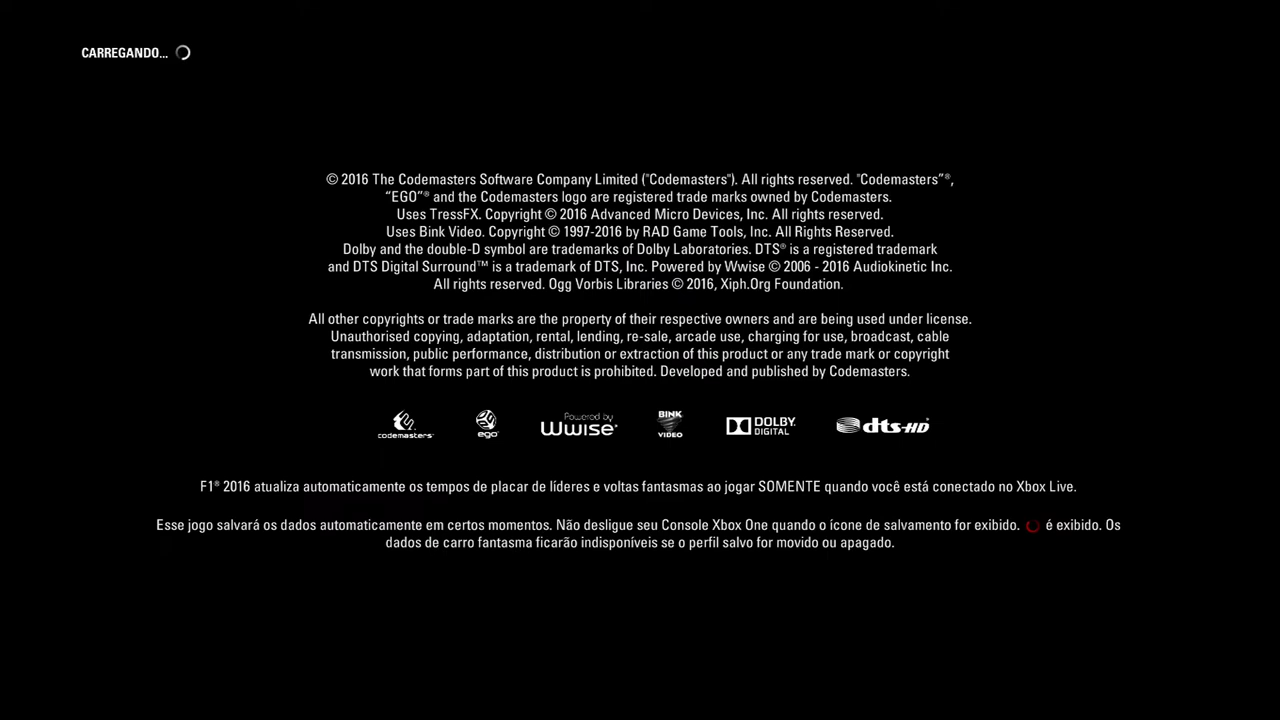 CARREGANDO...
© 2016 The Codemasters Software Company Limited ("Codemasters"). All rights reserved. "Codemasters”®,
“EGO”® and the Codemasters logo are registered trade marks owned by Codemasters.
Uses TressFX. Copyright © 2016 Advanced Micro Devices, Inc. All rights reserved.
Uses Bink Video. Copyright © 1997-2016 by RAD Game Tools, Inc. All Rights Reserved.
Dolby and the double-D symbol are trademarks of Dolby Laboratories. DTS® is a registered trademark
and DTS Digital Surround™ is a trademark of DTS, Inc. Powered by Wwise © 2006 - 2016 Audiokinetic Inc.
All rights reserved. Ogg Vorbis Libraries © 2016, Xiph.Org Foundation.
All other copyrights or trade marks are the property of their respective owners and are being used under license.
Unauthorised copying, adaptation, rental, lending, re-sale, arcade use, charging for use, broadcast, cable
transmission, public performance, distribution or extraction of this product or any trade mark or copyright
work that forms part of this product is prohibited. Developed and published by Codemasters.
codemasters®
ego™
Powered by
Wwise®
BINK
VIDEO
DOLBY
DIGITAL
dts-HD®
F1® 2016 atualiza automaticamente os tempos de placar de líderes e voltas fantasmas ao jogar SOMENTE quando você está conectado no Xbox Live.
Esse jogo salvará os dados automaticamente em certos momentos. Não desligue seu Console Xbox One quando o ícone de salvamento for exibido. é exibido. Os
dados de carro fantasma ficarão indisponíveis se o perfil salvo for movido ou apagado.